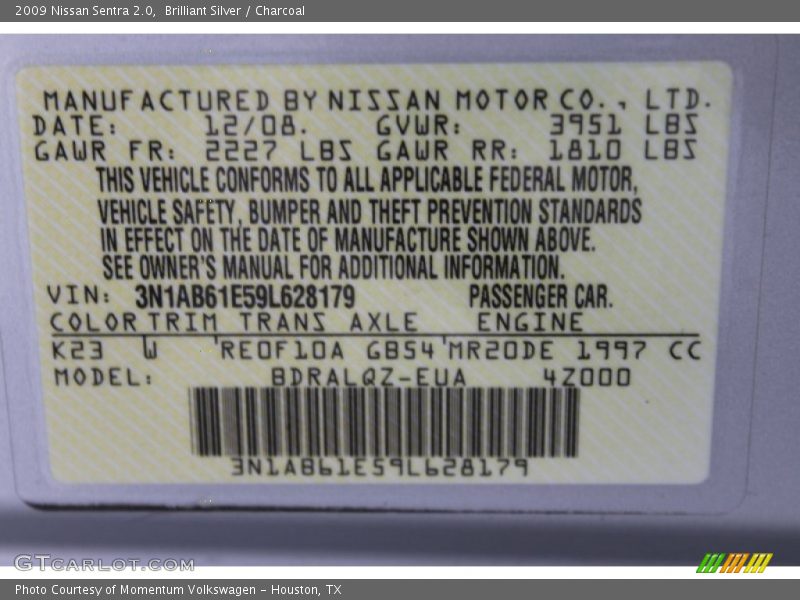 2009 Nissan Sentra 2.0,  Brilliant Silver / Charcoal
MANUFACTURED BY NISSAN MOTOR CO., LTD.
DATE: 12/08. GVWR: 3951 LBS
GAWR FR: 2227 LBS GAWR RR: 1810 LBS
THIS VEHICLE CONFORMS TO ALL APPLICABLE FEDERAL MOTOR,
VEHICLE SAFETY, BUMPER AND THEFT PREVENTION STANDARDS
IN EFFECT ON THE DATE OF MANUFACTURE SHOWN ABOVE.
SEE OWNER'S MANUAL FOR ADDITIONAL INFORMATION.
VIN: 3N1AB61E59L628179 PASSENGER CAR.
COLOR TRIM TRANS AXLE ENGINE
K23 W RE0F10A GB54 MR20DE 1997 CC
MODEL: BDRALQZ-EUA 4Z000
3N1AB61E59L628179
GTCARLOT.COM
Photo Courtesy of Momentum Volkswagen - Houston, TX